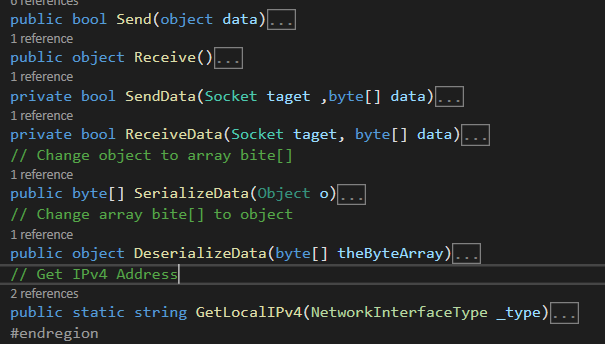 6 references
public bool Send(object data)...
1 reference
public object Receive()...
1 reference
private bool SendData(Socket taget ,byte[] data)...
1 reference
private bool ReceiveData(Socket taget, byte[] data)...
// Change object to array bite[]
1 reference
public byte[] SerializeData(Object o)...
// Change array bite[] to object
1 reference
public object DeserializeData(byte[] theByteArray)...
// Get IPv4 Address
2 references
public static string GetLocalIPv4(NetworkInterfaceType _type)...
#endregion